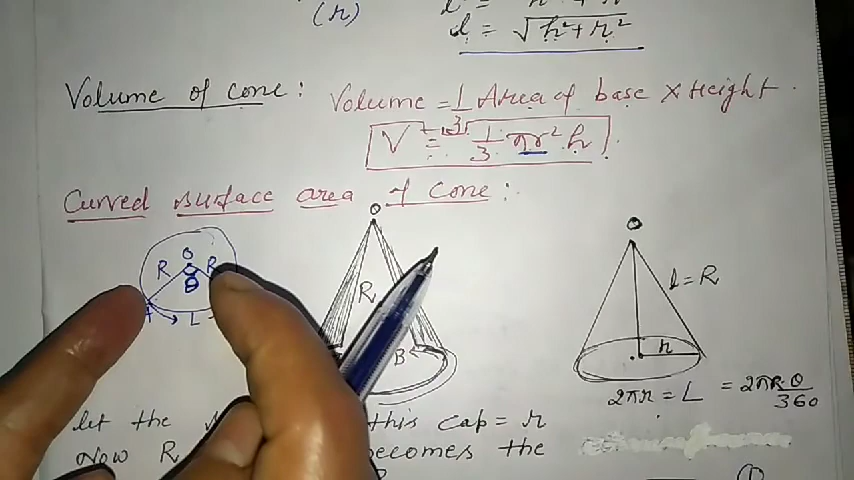 (r)
l = √h²+r²
Volume of cone: Volume = 1/3 Area of base × Height.
V = 1/3 πr² h
Curved surface area of cone:
O
R R
θ
A L
O
R
B
O
l = R
r
2πr = L = 2πRθ/360
let the this cap = r
Now R becomes the
①